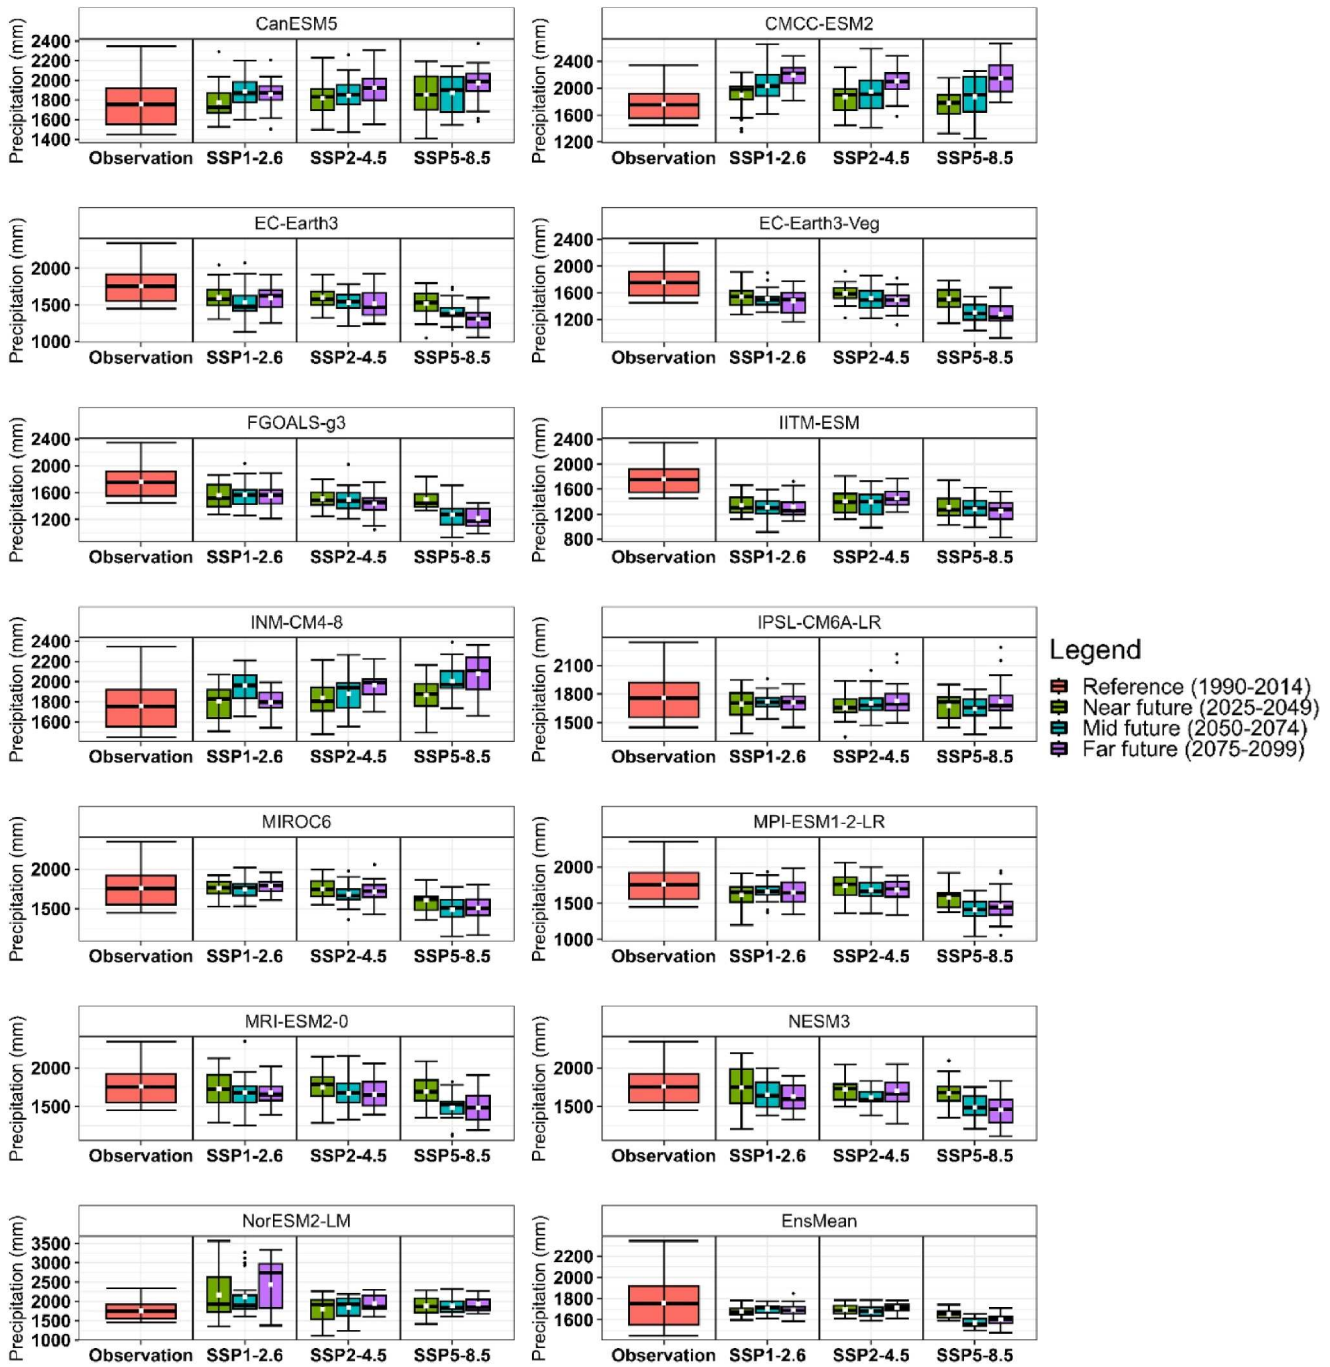 CanESM5
Precipitation (mm)
2400
2200
2000
1800
1600
1400
Observation SSP1-2.6 SSP2-4.5 SSP5-8.5
CMCC-ESM2
Precipitation (mm)
2400
2000
1600
1200
Observation SSP1-2.6 SSP2-4.5 SSP5-8.5
EC-Earth3
Precipitation (mm)
2000
1500
1000
Observation SSP1-2.6 SSP2-4.5 SSP5-8.5
EC-Earth3-Veg
Precipitation (mm)
2400
2000
1600
1200
Observation SSP1-2.6 SSP2-4.5 SSP5-8.5
FGOALS-g3
Precipitation (mm)
2400
2000
1600
1200
Observation SSP1-2.6 SSP2-4.5 SSP5-8.5
IITM-ESM
Precipitation (mm)
2400
2000
1600
1200
800
Observation SSP1-2.6 SSP2-4.5 SSP5-8.5
INM-CM4-8
Precipitation (mm)
2400
2200
2000
1800
1600
Observation SSP1-2.6 SSP2-4.5 SSP5-8.5
IPSL-CM6A-LR
Precipitation (mm)
2100
1800
1500
Observation SSP1-2.6 SSP2-4.5 SSP5-8.5
Legend
Reference (1990-2014)
Near future (2025-2049)
Mid future (2050-2074)
Far future (2075-2099)
MIROC6
Precipitation (mm)
2000
1500
Observation SSP1-2.6 SSP2-4.5 SSP5-8.5
MPI-ESM1-2-LR
Precipitation (mm)
2000
1500
1000
Observation SSP1-2.6 SSP2-4.5 SSP5-8.5
MRI-ESM2-0
Precipitation (mm)
2000
1500
Observation SSP1-2.6 SSP2-4.5 SSP5-8.5
NESM3
Precipitation (mm)
2000
1500
Observation SSP1-2.6 SSP2-4.5 SSP5-8.5
NorESM2-LM
Precipitation (mm)
3500
3000
2500
2000
1500
1000
Observation SSP1-2.6 SSP2-4.5 SSP5-8.5
EnsMean
Precipitation (mm)
2200
2000
1800
1600
Observation SSP1-2.6 SSP2-4.5 SSP5-8.5